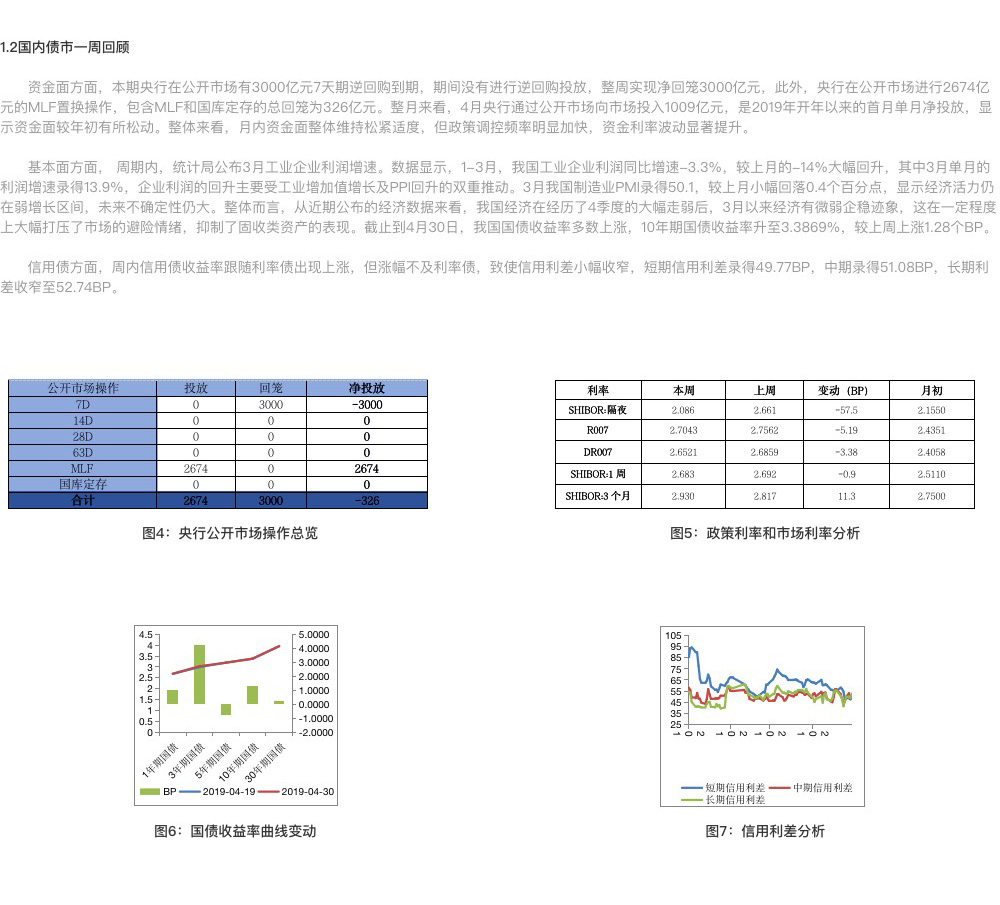 1.2国内债市一周回顾
资金面方面，本期央行在公开市场有3000亿元7天期逆回购到期，期间没有进行逆回购投放，整周实现净回笼3000亿元，此外，央行在公开市场进行2674亿
元的MLF置换操作，包含MLF和国库定存的总回笼为326亿元。整月来看，4月央行通过公开市场向市场投入1009亿元，是2019年开年以来的首月单月净投放，显
示资金面较年初有所松动。整体来看，月内资金面整体维持松紧适度，但政策调控频率明显加快，资金利率波动显著提升。
基本面方面， 周期内，统计局公布3月工业企业利润增速。数据显示，1-3月，我国工业企业利润同比增速-3.3%，较上月的-14%大幅回升，其中3月单月的
利润增速录得13.9%，企业利润的回升主要受工业增加值增长及PPI回升的双重推动。3月我国制造业PMI录得50.1，较上月小幅回落0.4个百分点，显示经济活力仍
在弱增长区间，未来不确定性仍大。整体而言，从近期公布的经济数据来看，我国经济在经历了4季度的大幅走弱后，3月以来经济有微弱企稳迹象，这在一定程度
上大幅打压了市场的避险情绪，抑制了固收类资产的表现。截止到4月30日，我国国债收益率多数上涨，10年期国债收益率升至3.3869%，较上周上涨1.28个BP。
信用债方面，周内信用债收益率跟随利率债出现上涨，但涨幅不及利率债，致使信用利差小幅收窄，短期信用利差录得49.77BP，中期录得51.08BP，长期利
差收窄至52.74BP。
公开市场操作 投放 回笼 净投放
7D 0 3000 -3000
14D 0 0 0
28D 0 0 0
63D 0 0 0
MLF 2674 0 2674
国库定存 0 0 0
合计 2674 3000 -326
图4：央行公开市场操作总览
利率 本周 上周 变动（BP） 月初
SHIBOR:隔夜 2.086 2.661 -57.5 2.1550
R007 2.7043 2.7562 -5.19 2.4351
DR007 2.6521 2.6859 -3.38 2.4058
SHIBOR:1 周 2.683 2.692 -0.9 2.5110
SHIBOR:3 个月 2.930 2.817 11.3 2.7500
图5：政策利率和市场利率分析
4.5 5.0000
4 4.0000
3.5 3.0000
3 2.0000
2.5 1.0000
2 0.0000
1.5 -1.0000
1 -2.0000
0.5
0
1年期国债 3年期国债 5年期国债 10年期国债 30年期国债
BP 2019-04-19 2019-04-30
图6：国债收益率曲线变动
105
95
85
75
65
55
45
35
25
1 0 2 1 0 2 1 0 2 1 0 2
短期信用利差 中期信用利差
长期信用利差
图7：信用利差分析